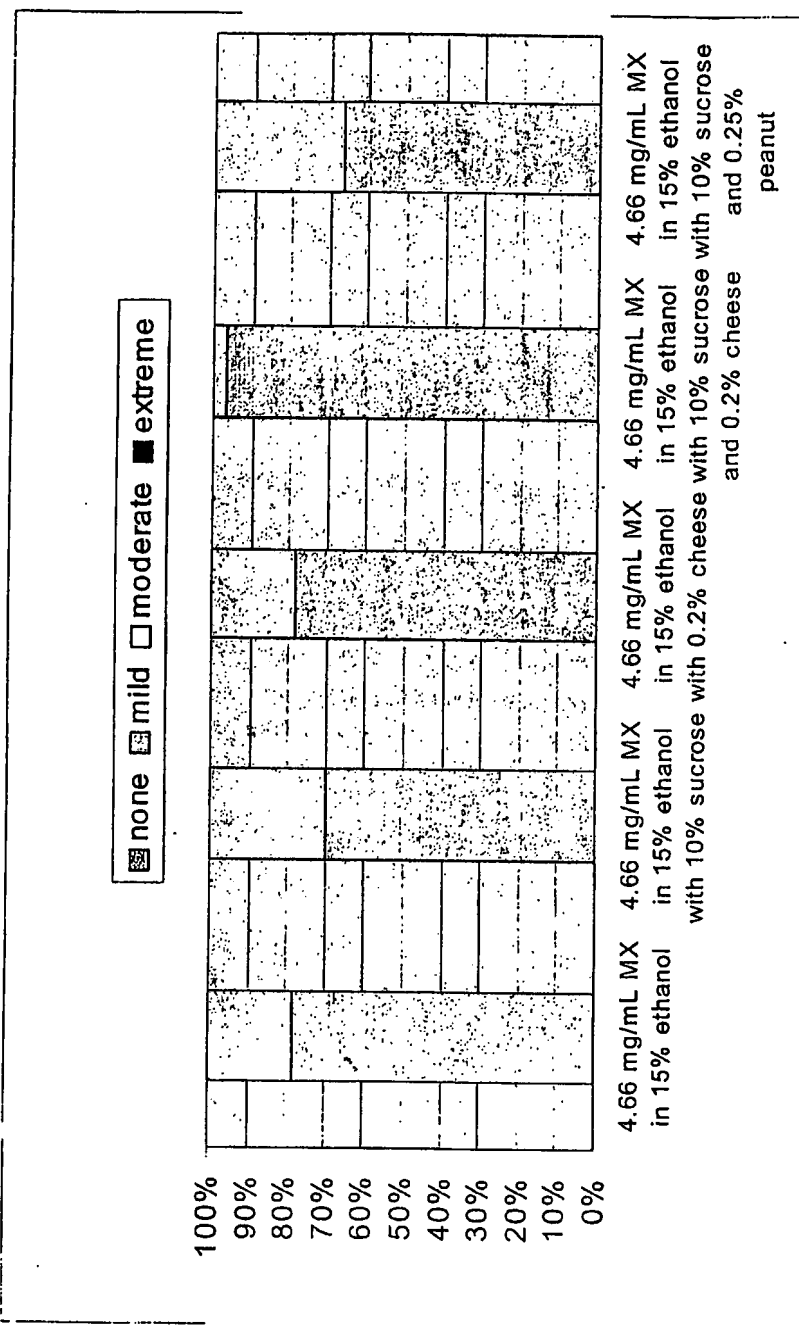 none mild moderate extreme
100%
90%
80%
70%
60%
50%
40%
30%
20%
10%
0%
4.66 mg/mL MX
in 15% ethanol
4.66 mg/mL MX
in 15% ethanol
with 10% sucrose
4.66 mg/mL MX
in 15% ethanol
with 0.2% cheese
4.66 mg/mL MX
in 15% ethanol
with 10% sucrose
and 0.2% cheese
4.66 mg/mL MX
in 15% ethanol
with 10% sucrose
and 0.25%
peanut